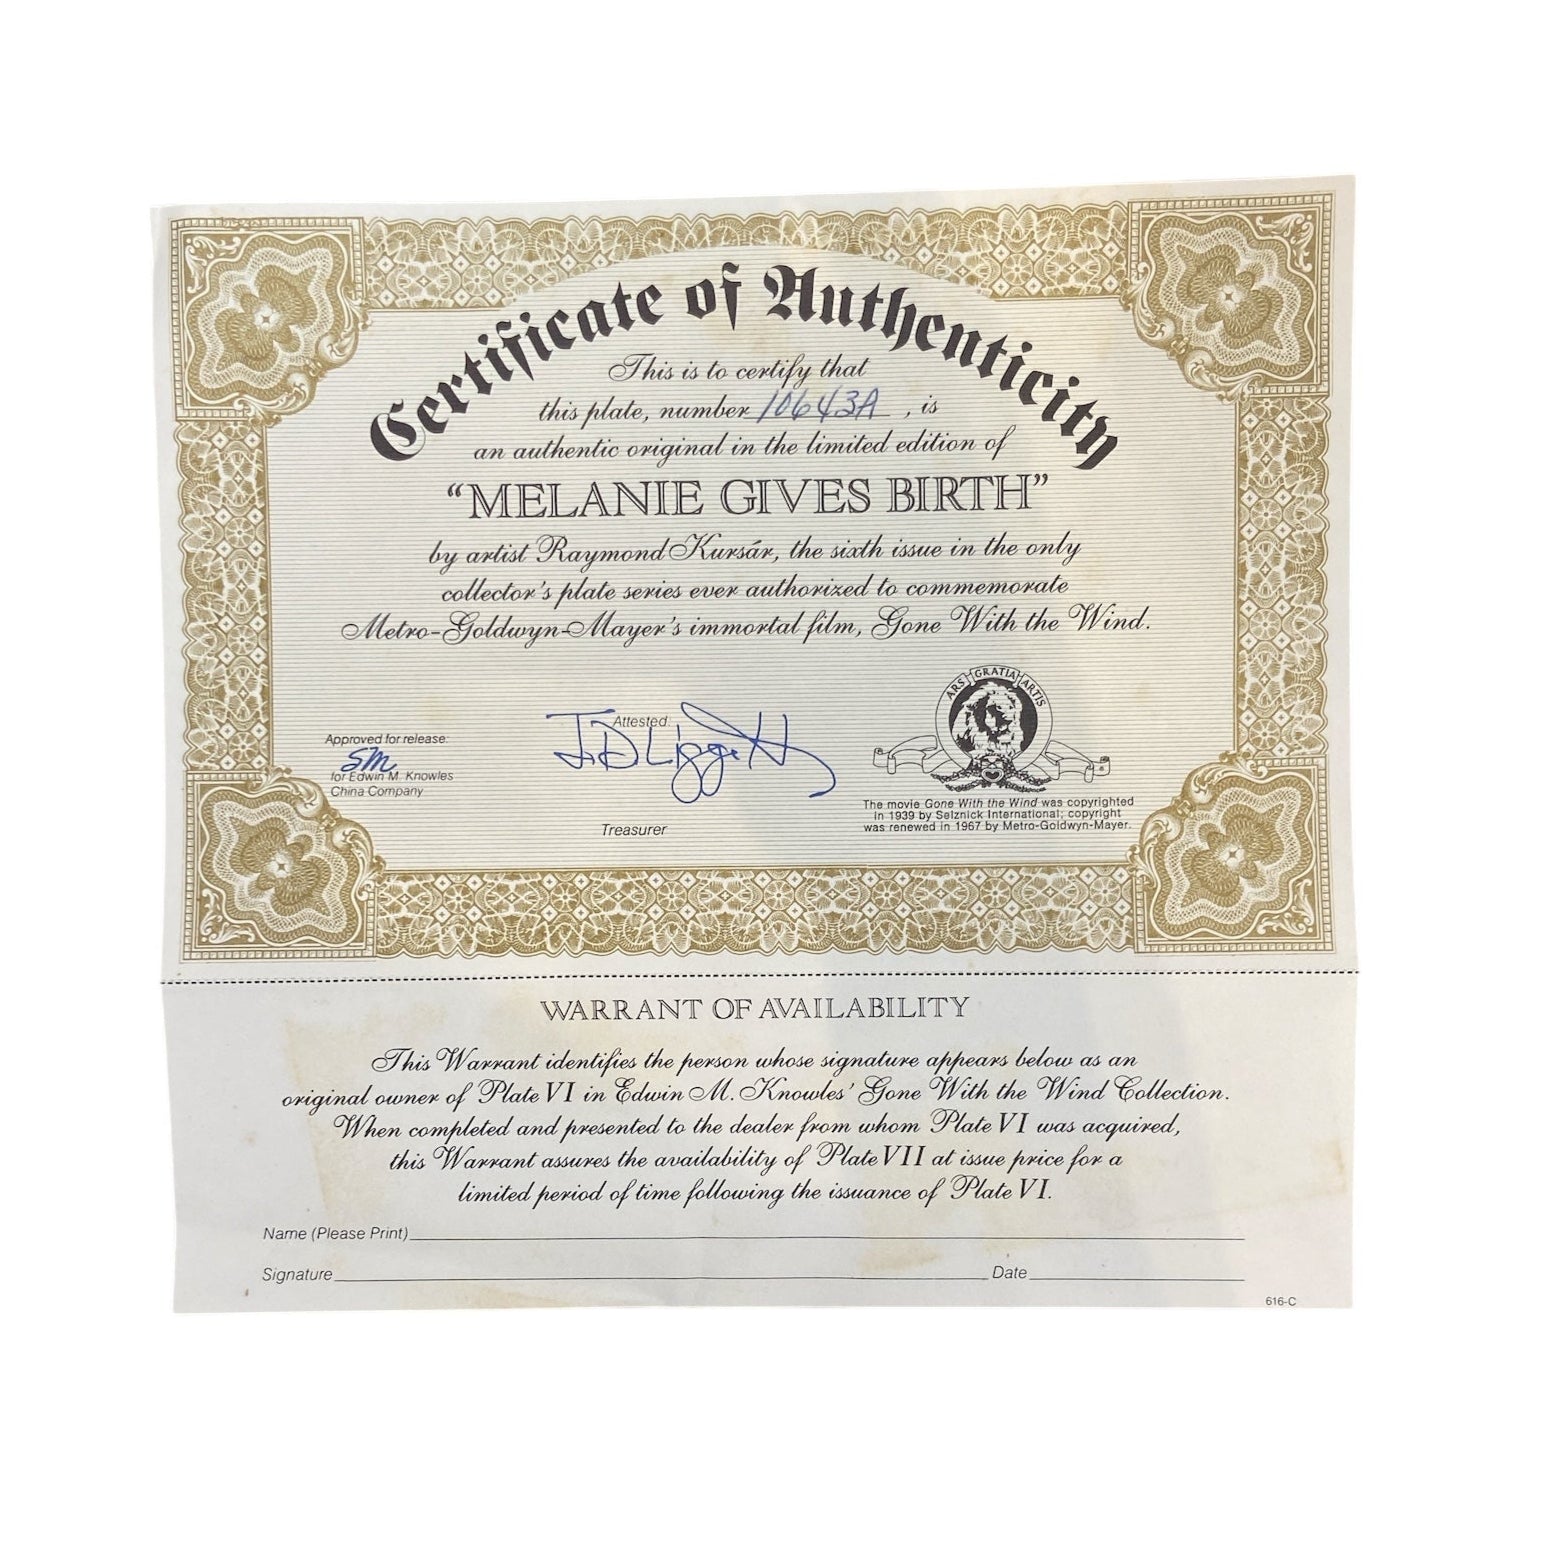 Certificate of Authenticity
This is to certify that
this plate, number 10643A, is
an authentic original in the limited edition of
“MELANIE GIVES BIRTH”
by artist Raymond Kursár, the sixth issue in the only
collector's plate series ever authorized to commemorate
Metro-Goldwyn-Mayer's immortal film, Gone With the Wind.
Approved for release:
SM
for Edwin M. Knowles
China Company
Attested:
J.D. Liggett
Treasurer
ARS GRATIA ARTIS
The movie Gone With the Wind was copyrighted
in 1939 by Selznick International; copyright
was renewed in 1967 by Metro-Goldwyn-Mayer.
WARRANT OF AVAILABILITY
This Warrant identifies the person whose signature appears below as an
original owner of Plate VI in Edwin M. Knowles' Gone With the Wind Collection.
When completed and presented to the dealer from whom Plate VI was acquired,
this Warrant assures the availability of Plate VII at issue price for a
limited period of time following the issuance of Plate VI.
Name (Please Print)
Signature Date
616-C